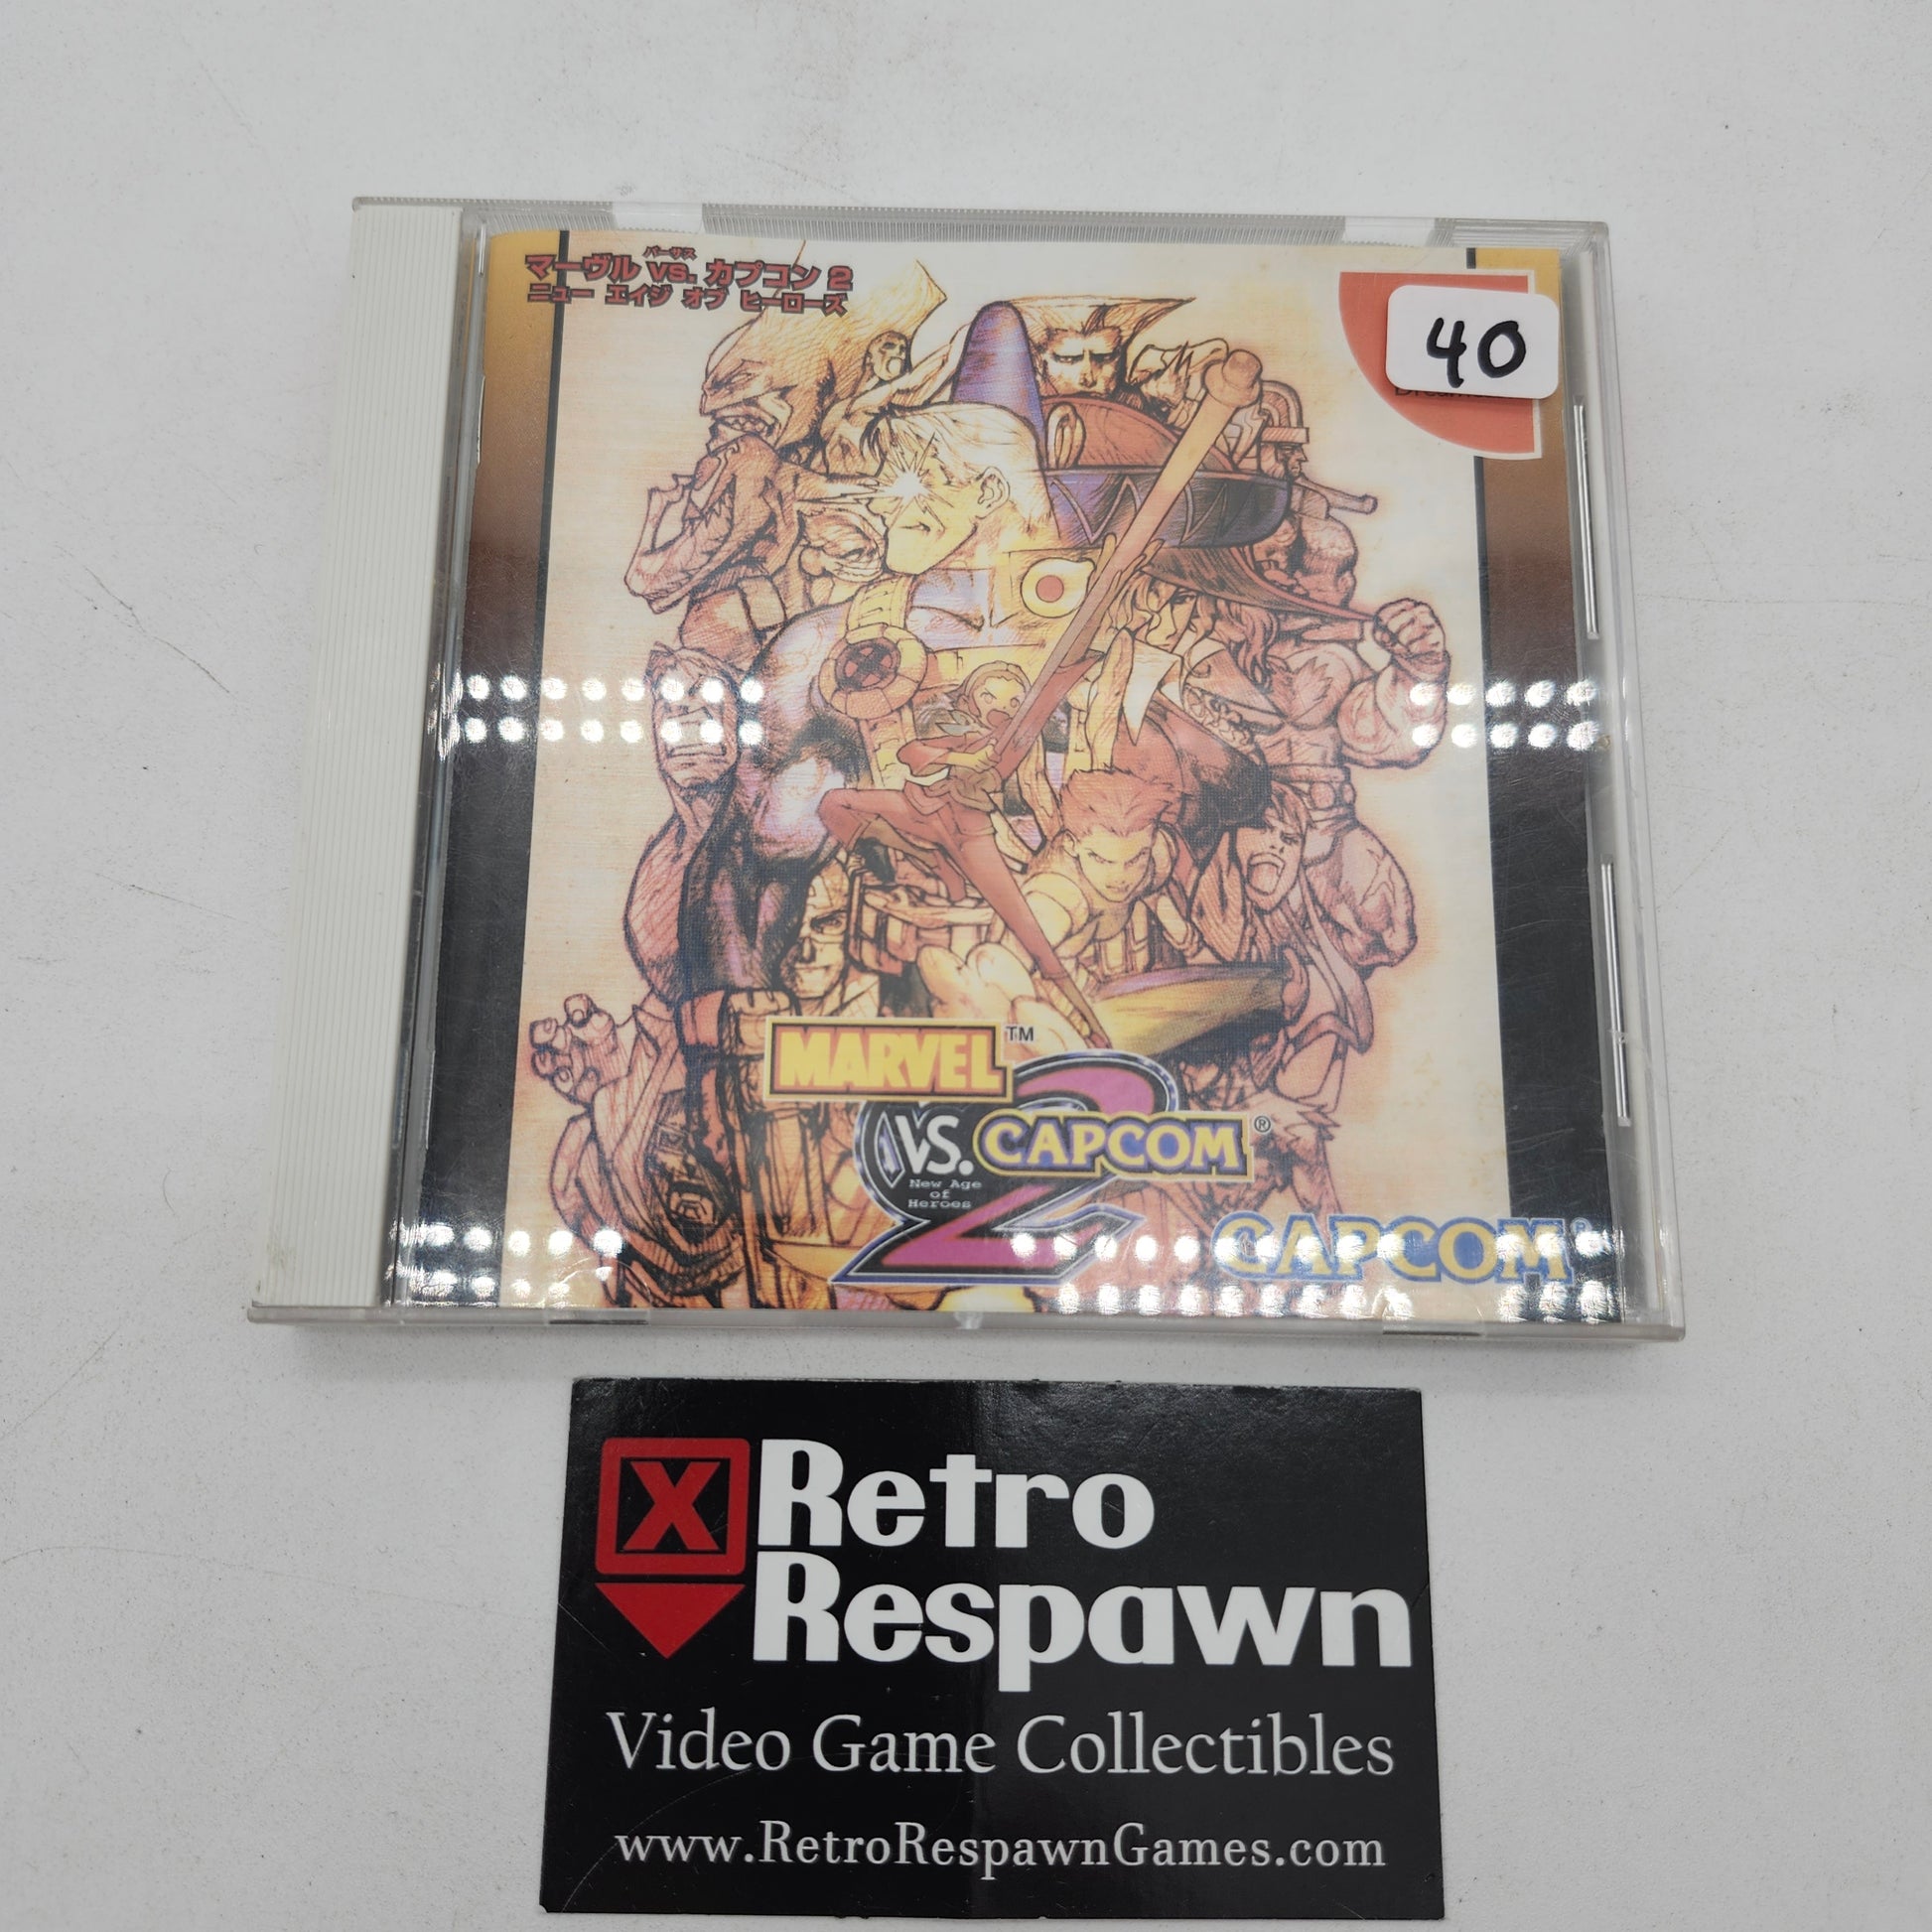 バーサス
マーヴル vs. カプコン 2
ニュー エイジ オブ ヒーローズ
40
MARVEL™
2
VS. CAPCOM®
New Age
of
Heroes
CAPCOM®
X
Retro
Respawn
Video Game Collectibles
www.RetroRespawnGames.com